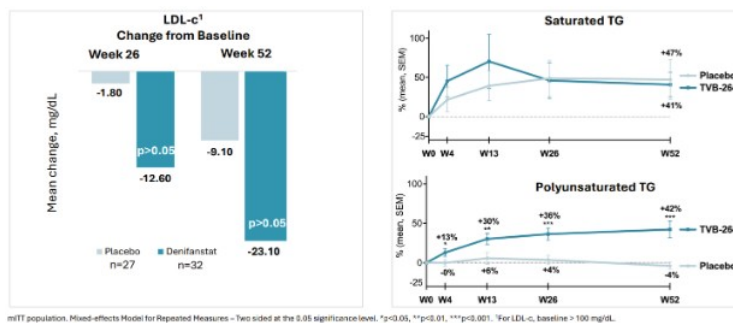 LDL-c¹
Change from Baseline
Week 26 Week 52
Mean change, mg/dL
-1.80
p>0.05
-12.60
-9.10
p>0.05
-23.10
Placebo Denifanstat
n=27 n=32
Saturated TG
% (mean, SEM)
100
50
0
-25
+47%
Placebo
TVB-26
+41%
W0 W4 W13 W26 W52
Polyunsaturated TG
% (mean, SEM)
100
50
0
-25
+13%
*
+30%
**
+36%
***
+42%
***
TVB-26
-0%
+6%
+4%
Placebo
-4%
W0 W4 W13 W26 W52
mITT population. Mixed-effects Model for Repeated Measures – Two sided at the 0.05 significance level. *p<0.05, **p<0.01, ***p<0.001. ¹For LDL-c, baseline > 100 mg/dL.